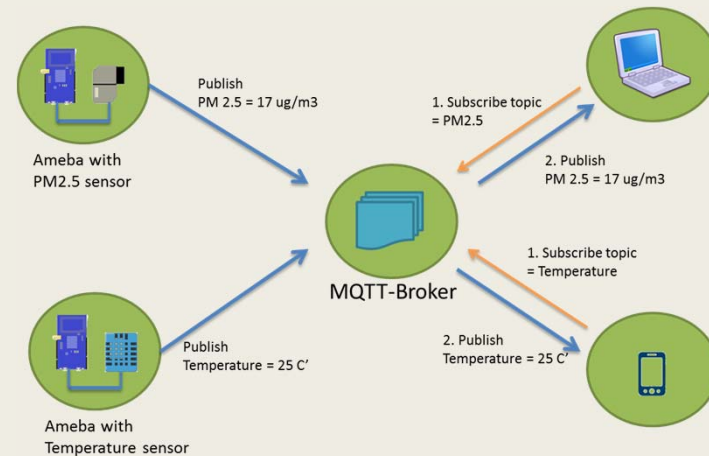 Publish
PM 2.5 = 17 ug/m3
1. Subscribe topic
= PM2.5
Ameba with
PM2.5 sensor
2. Publish
PM 2.5 = 17 ug/m3
1. Subscribe topic
= Temperature
MQTT-Broker
Publish
Temperature = 25 C’
2. Publish
Temperature = 25 C’
Ameba with
Temperature sensor